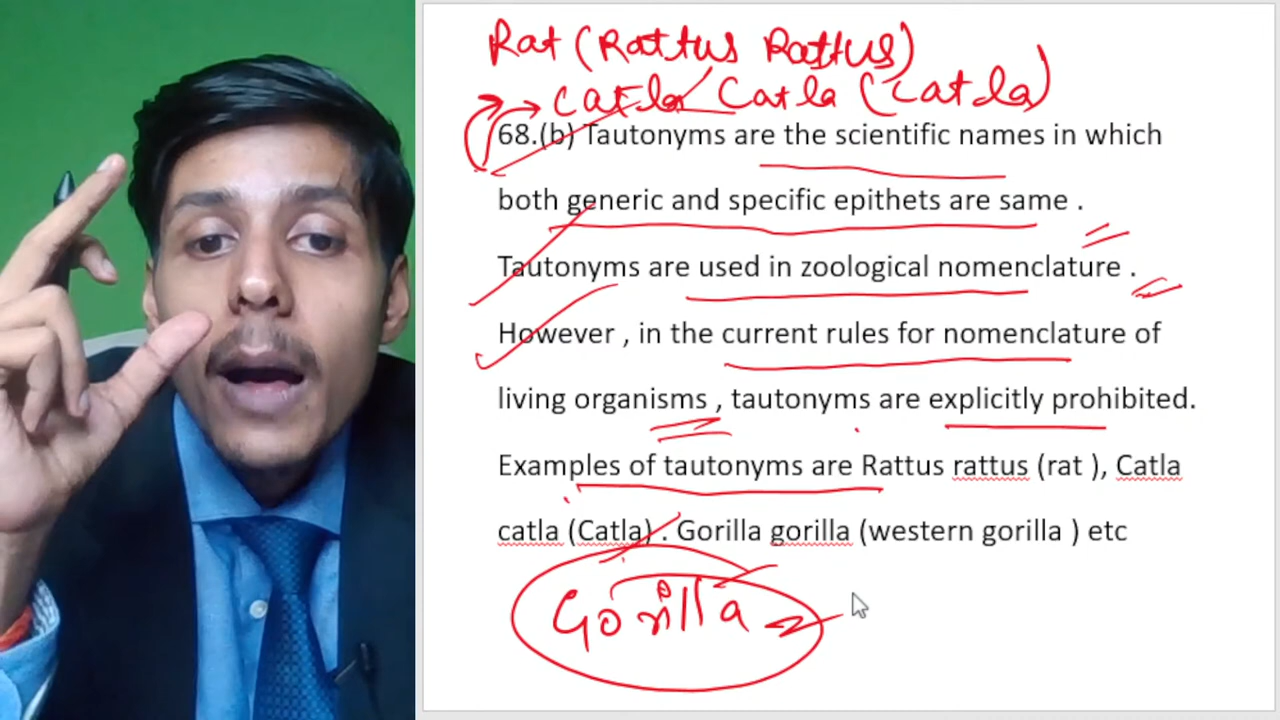 Rat (Rattus Rattus)
Catla Catla (Catla)
68.(b) Tautonyms are the scientific names in which
both generic and specific epithets are same .
Tautonyms are used in zoological nomenclature .
However , in the current rules for nomenclature of
living organisms , tautonyms are explicitly prohibited.
Examples of tautonyms are Rattus rattus (rat ), Catla
catla (Catla) . Gorilla gorilla (western gorilla ) etc
Gorilla